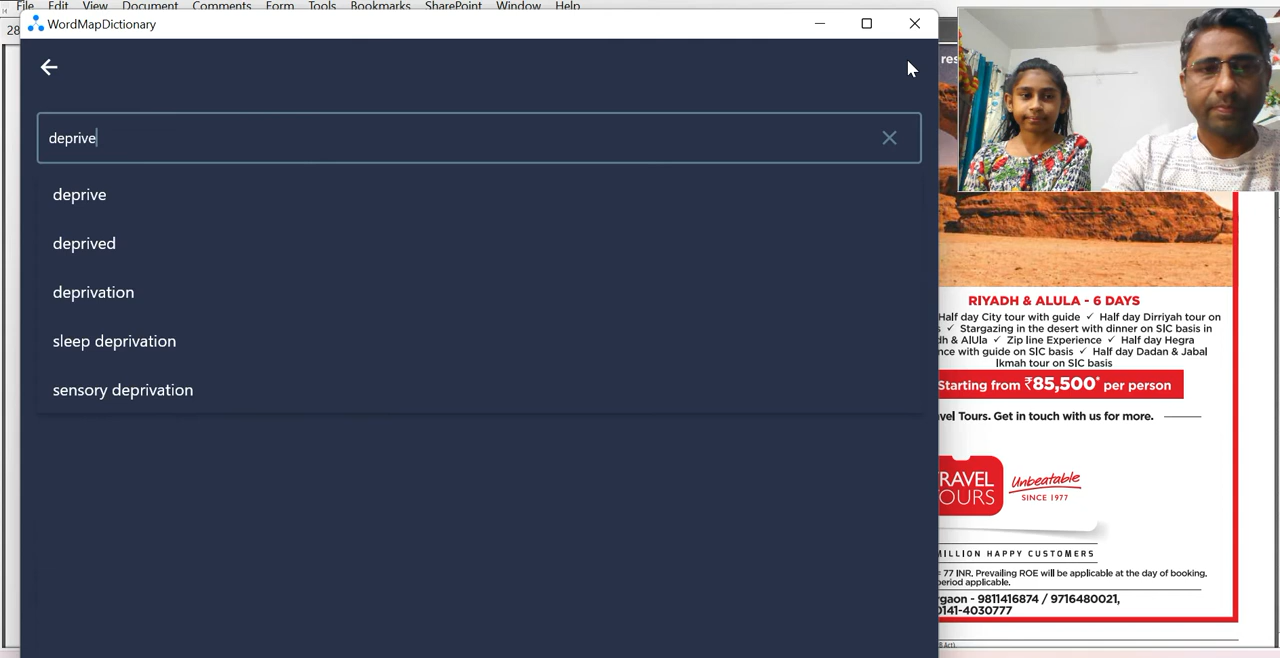 File Edit View Document Comments Form Tools Bookmarks SharePoint Window Help
WordMapDictionary
28
deprive
deprive
deprived
deprivation
sleep deprivation
sensory deprivation
res
RIYADH & ALULA - 6 DAYS
Half day City tour with guide ✓ Half day Dirriyah tour on
✓ Stargazing in the desert with dinner on SIC basis in
& AlUla ✓ Zip line Experience ✓ Half day Hegra
with guide on SIC basis ✓ Half day Dadan & Jabal
Ikmah tour on SIC basis
Starting from ₹85,500* per person
Tours. Get in touch with us for more.
RAVEL
OURS
Unbeatable
SINCE 1977
MILLION HAPPY CUSTOMERS
= 77 INR. Prevailing ROE will be applicable at the day of booking,
period applicable.
gaon - 9811416874 / 9716480021,
0141-4030777